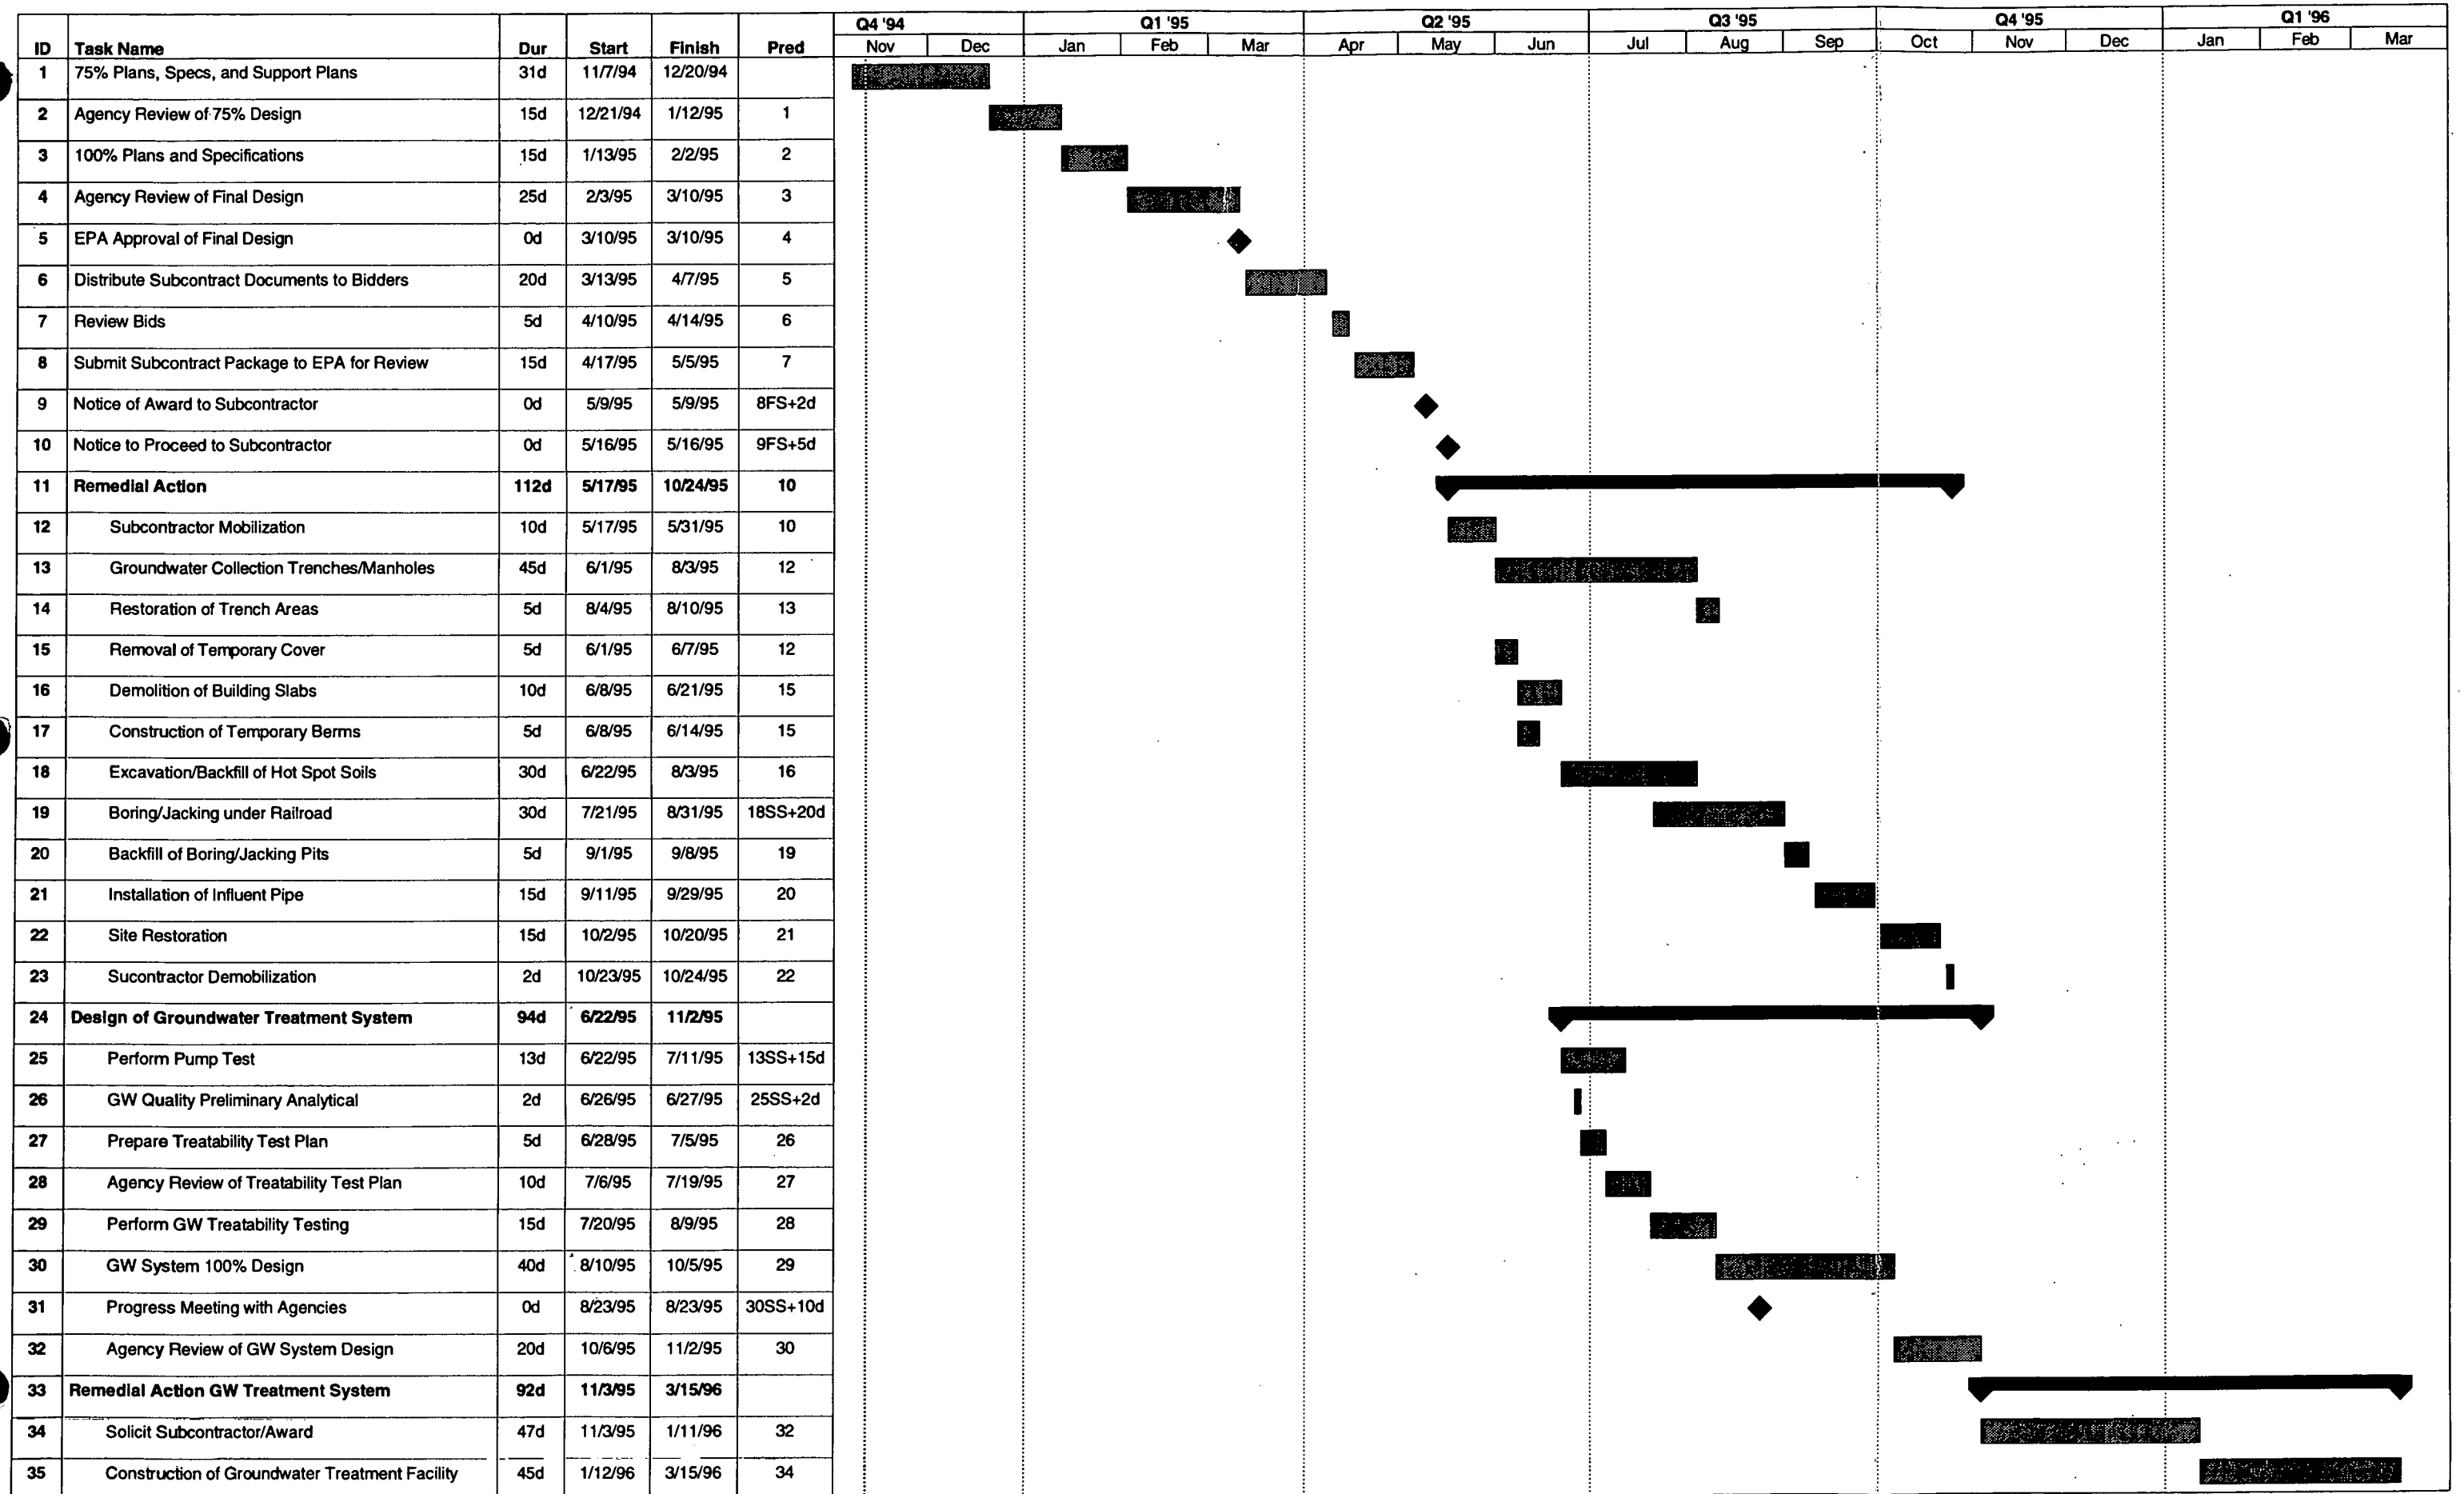 Q4 '94 Q1 '95 Q2 '95 Q3 '95 Q4 '95 Q1 '96
ID Task Name Dur Start Finish Pred Nov Dec Jan Feb Mar Apr May Jun Jul Aug Sep Oct Nov Dec Jan Feb Mar
1 75% Plans, Specs, and Support Plans 31d 11/7/94 12/20/94
2 Agency Review of 75% Design 15d 12/21/94 1/12/95 1
3 100% Plans and Specifications 15d 1/13/95 2/2/95 2
4 Agency Review of Final Design 25d 2/3/95 3/10/95 3
5 EPA Approval of Final Design 0d 3/10/95 3/10/95 4
6 Distribute Subcontract Documents to Bidders 20d 3/13/95 4/7/95 5
7 Review Bids 5d 4/10/95 4/14/95 6
8 Submit Subcontract Package to EPA for Review 15d 4/17/95 5/5/95 7
9 Notice of Award to Subcontractor 0d 5/9/95 5/9/95 8FS+2d
10 Notice to Proceed to Subcontractor 0d 5/16/95 5/16/95 9FS+5d
11 Remedial Action 112d 5/17/95 10/24/95 10
12 Subcontractor Mobilization 10d 5/17/95 5/31/95 10
13 Groundwater Collection Trenches/Manholes 45d 6/1/95 8/3/95 12
14 Restoration of Trench Areas 5d 8/4/95 8/10/95 13
15 Removal of Temporary Cover 5d 6/1/95 6/7/95 12
16 Demolition of Building Slabs 10d 6/8/95 6/21/95 15
17 Construction of Temporary Berms 5d 6/8/95 6/14/95 15
18 Excavation/Backfill of Hot Spot Soils 30d 6/22/95 8/3/95 16
19 Boring/Jacking under Railroad 30d 7/21/95 8/31/95 18SS+20d
20 Backfill of Boring/Jacking Pits 5d 9/1/95 9/8/95 19
21 Installation of Influent Pipe 15d 9/11/95 9/29/95 20
22 Site Restoration 15d 10/2/95 10/20/95 21
23 Sucontractor Demobilization 2d 10/23/95 10/24/95 22
24 Design of Groundwater Treatment System 94d 6/22/95 11/2/95
25 Perform Pump Test 13d 6/22/95 7/11/95 13SS+15d
26 GW Quality Preliminary Analytical 2d 6/26/95 6/27/95 25SS+2d
27 Prepare Treatability Test Plan 5d 6/28/95 7/5/95 26
28 Agency Review of Treatability Test Plan 10d 7/6/95 7/19/95 27
29 Perform GW Treatability Testing 15d 7/20/95 8/9/95 28
30 GW System 100% Design 40d 8/10/95 10/5/95 29
31 Progress Meeting with Agencies 0d 8/23/95 8/23/95 30SS+10d
32 Agency Review of GW System Design 20d 10/6/95 11/2/95 30
33 Remedial Action GW Treatment System 92d 11/3/95 3/15/96
34 Solicit Subcontractor/Award 47d 11/3/95 1/11/96 32
35 Construction of Groundwater Treatment Facility 45d 1/12/96 3/15/96 34